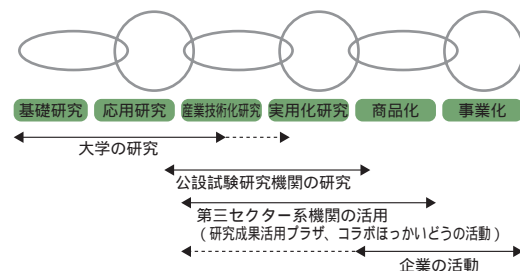 基礎研究 応用研究 産業技術化研究 実用化研究 商品化 事業化
大学の研究
公設試験研究機関の研究
第三セクター系機関の活用
(研究成果活用プラザ、コラボほっかいどうの活動)
企業の活動